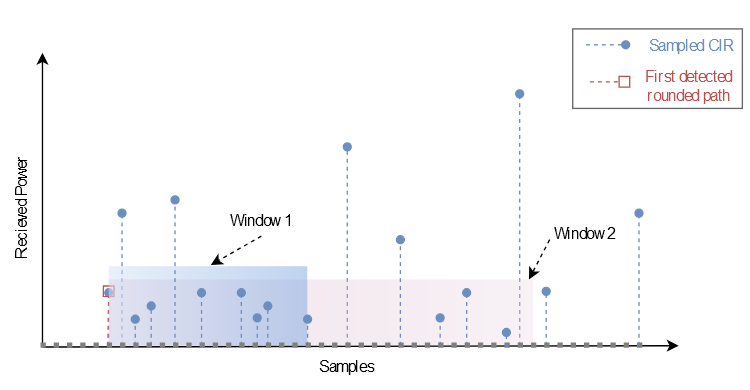 Sampled CIR
First detected
rounded path
Recieved Power
Window 1
Window 2
Samples